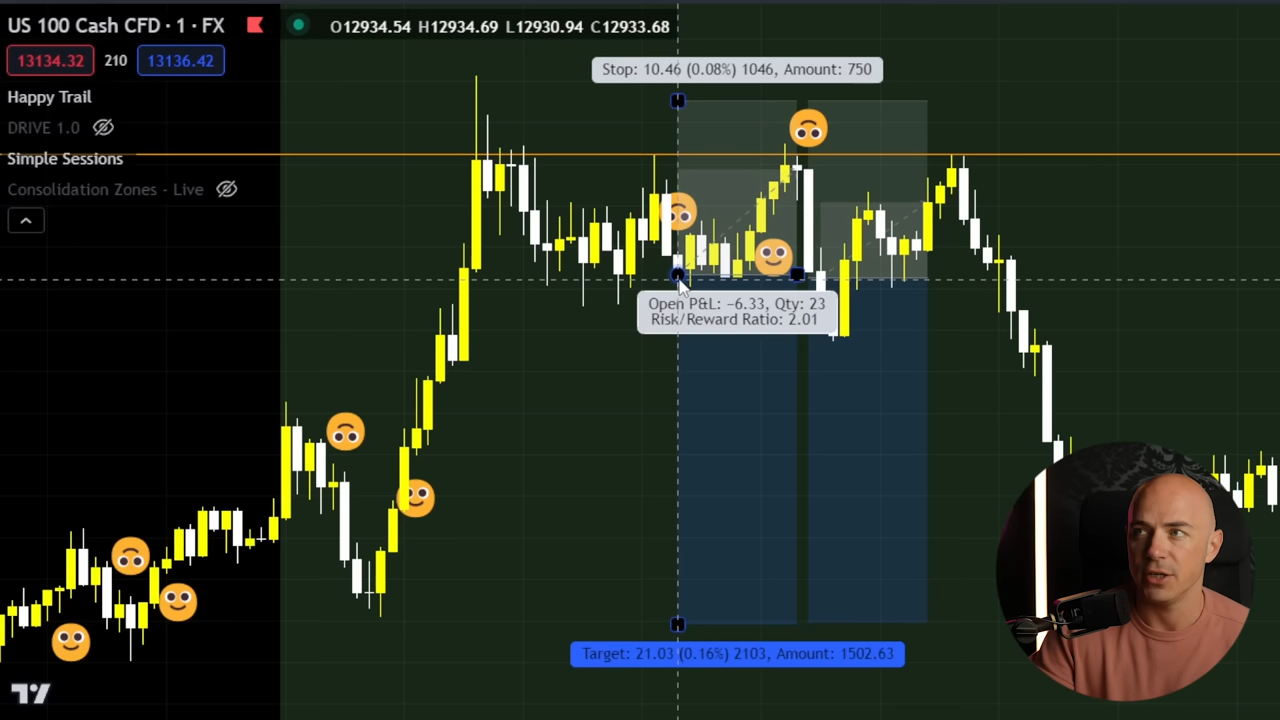 US 100 Cash CFD · 1 · FX
O12934.54 H12934.69 L12930.94 C12933.68
13134.32 210 13136.42
Happy Trail
DRIVE 1.0
Simple Sessions
Consolidation Zones - Live
Stop: 10.46 (0.08%) 1046, Amount: 750
Open P&L: −6.33, Qty: 23
Risk/Reward Ratio: 2.01
Target: 21.03 (0.16%) 2103, Amount: 1502.63